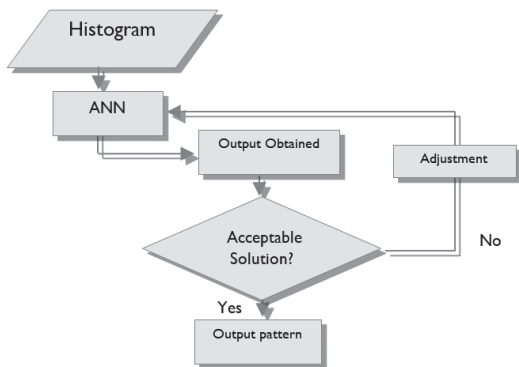 Histogram
ANN
Output Obtained
Adjustment
Acceptable
Solution?
No
Yes
Output pattern